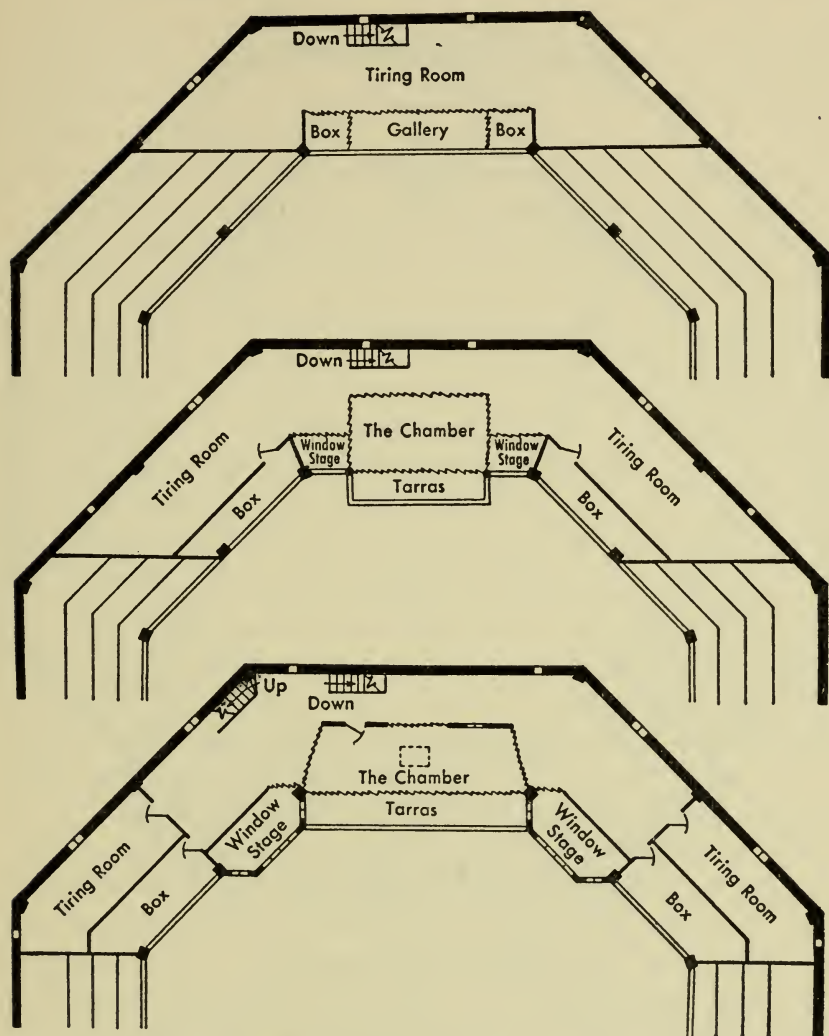 Down
Tiring Room
Box
Gallery
Box
Down
Tiring Room
Window
Stage
The Chamber
Window
Stage
Tiring Room
Box
Tarras
Box
Up
Down
The Chamber
Tarras
Window
Stage
Window
Stage
Tiring Room
Box
Tiring Room
Box